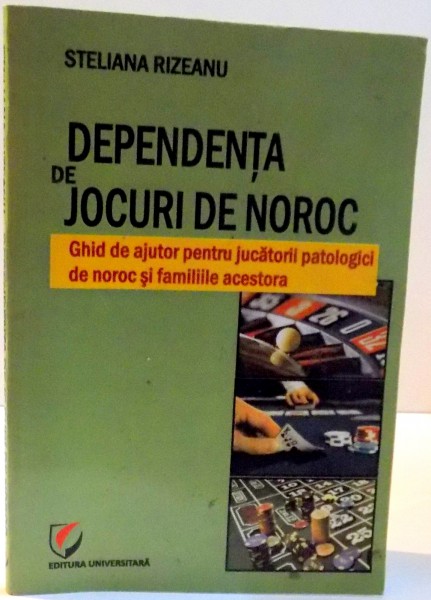 STELIANA RIZEANU
DEPENDENȚA
DE
JOCURI DE NOROC
Ghid de ajutor pentru jucătorii patologici
de noroc și familiile acestora
EDITURA UNIVERSITARĂ